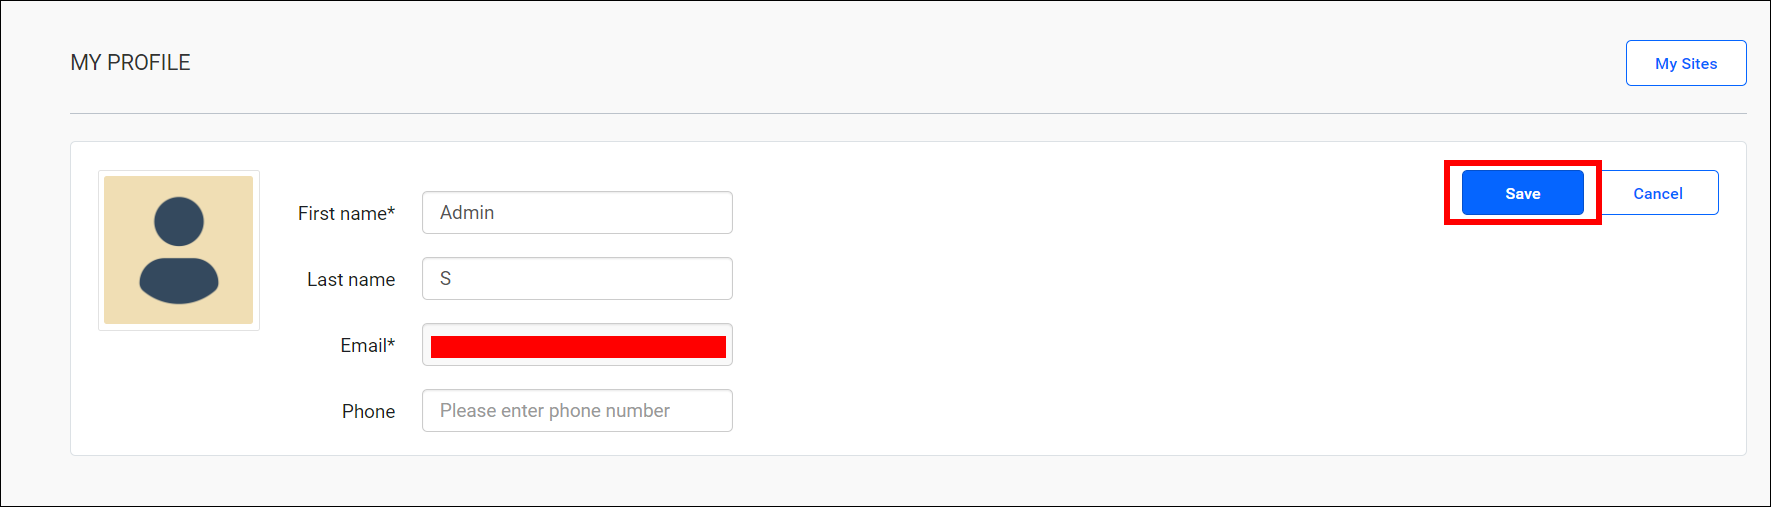 MY PROFILE
My Sites
First name* Admin
Save
Cancel
Last name S
Email*
Phone Please enter phone number